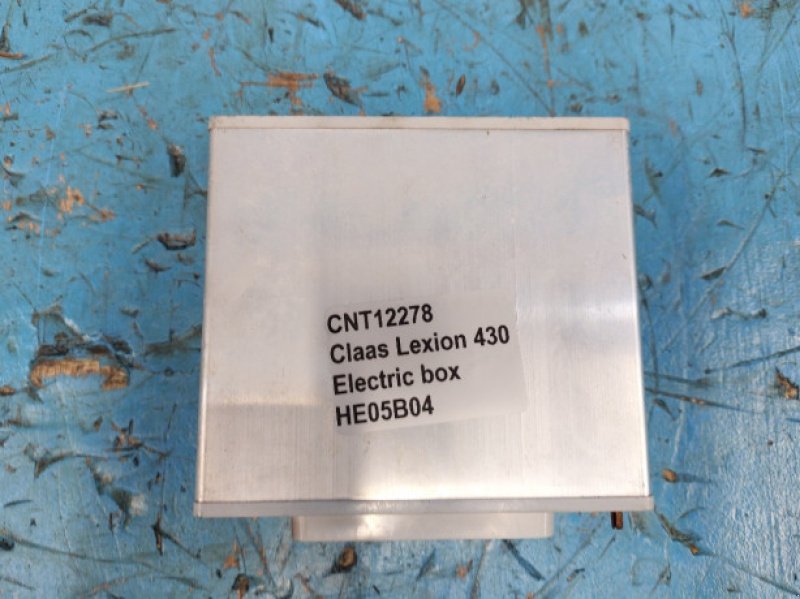 CNT12278
Claas Lexion 430
Electric box
HE05B04